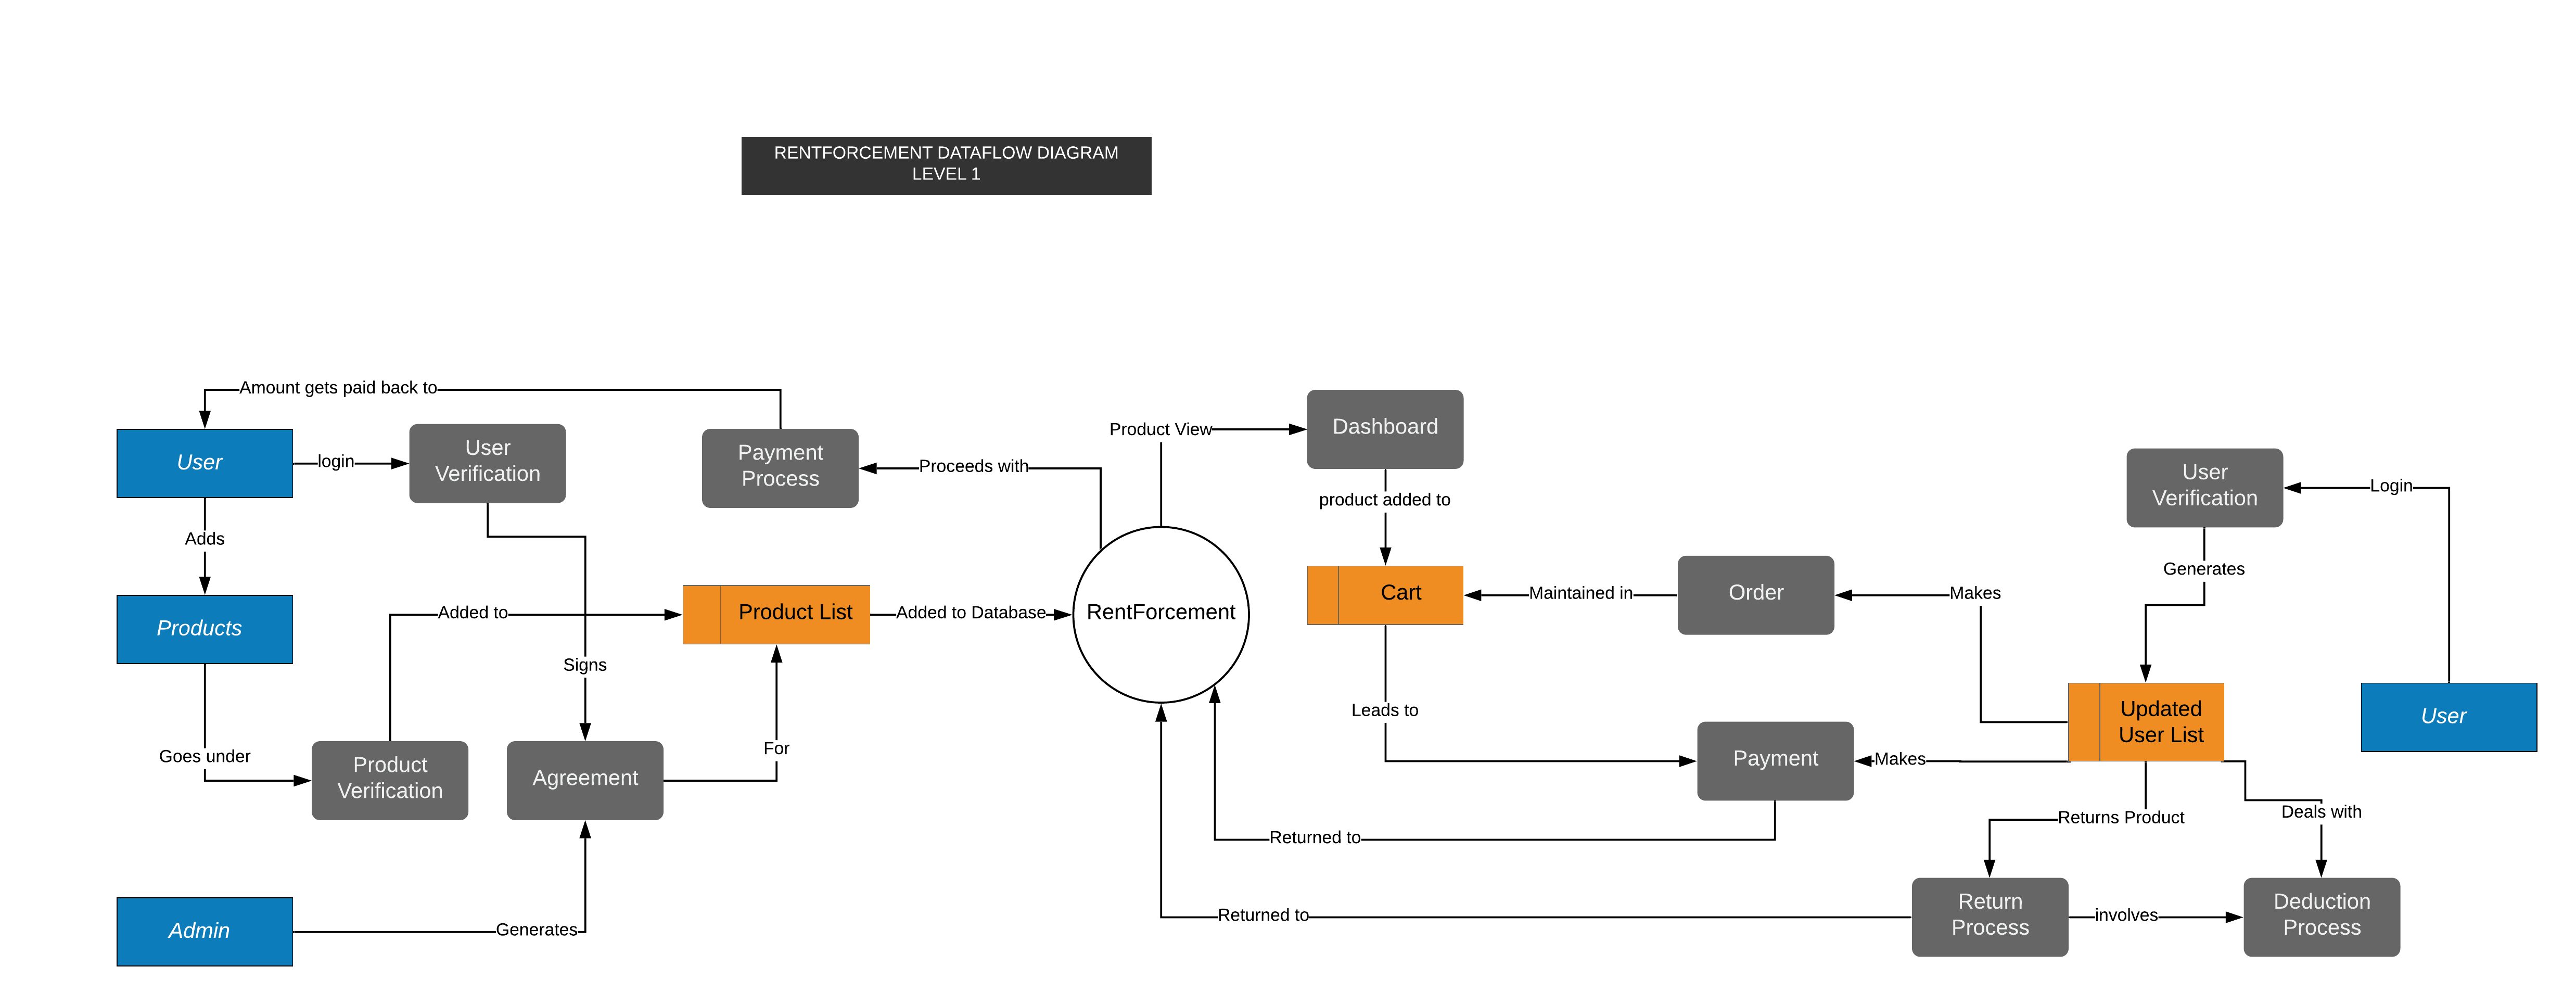 RENTFORCEMENT DATAFLOW DIAGRAM
LEVEL 1
Amount gets paid back to
User
login
User
Verification
Payment
Process
Proceeds with
Product View
Dashboard
User
Verification
Login
Adds
product added to
Generates
Products
Added to
Product List
Added to Database
RentForcement
Cart
Maintained in
Order
Makes
Signs
Leads to
Updated
User List
User
Goes under
Product
Verification
Agreement
For
Payment
Makes
Returned to
Returns Product
Deals with
Admin
Generates
Returned to
Return
Process
involves
Deduction
Process